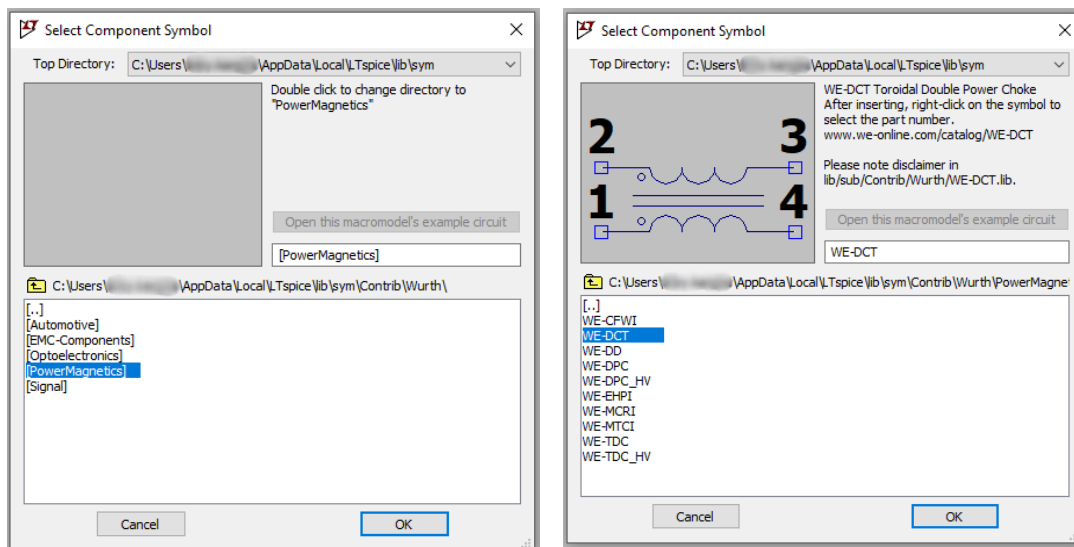 Select Component Symbol
Top Directory: C:\Users\ \AppData\Local\LTspice\lib\sym
Double click to change directory to
"PowerMagnetics"
Open this macromodel's example circuit
[PowerMagnetics]
C:\Users\ \AppData\Local\LTspice\lib\sym\Contrib\Wurth\
[..]
[Automotive]
[EMC-Components]
[Optoelectronics]
[PowerMagnetics]
[Signal]
Cancel OK
Select Component Symbol
Top Directory: C:\Users\ \AppData\Local\LTspice\lib\sym
WE-DCT Toroidal Double Power Choke
After inserting, right-click on the symbol to
select the part number.
www.we-online.com/catalog/WE-DCT
Please note disclaimer in
lib/sub/Contrib/Wurth/WE-DCT.lib.
2 3
1 4
Open this macromodel's example circuit
WE-DCT
C:\Users\ \AppData\Local\LTspice\lib\sym\Contrib\Wurth\PowerMagne
[..]
WE-CFWI
WE-DCT
WE-DD
WE-DPC
WE-DPC_HV
WE-EHPI
WE-MCRI
WE-MTCI
WE-TDC
WE-TDC_HV
Cancel OK